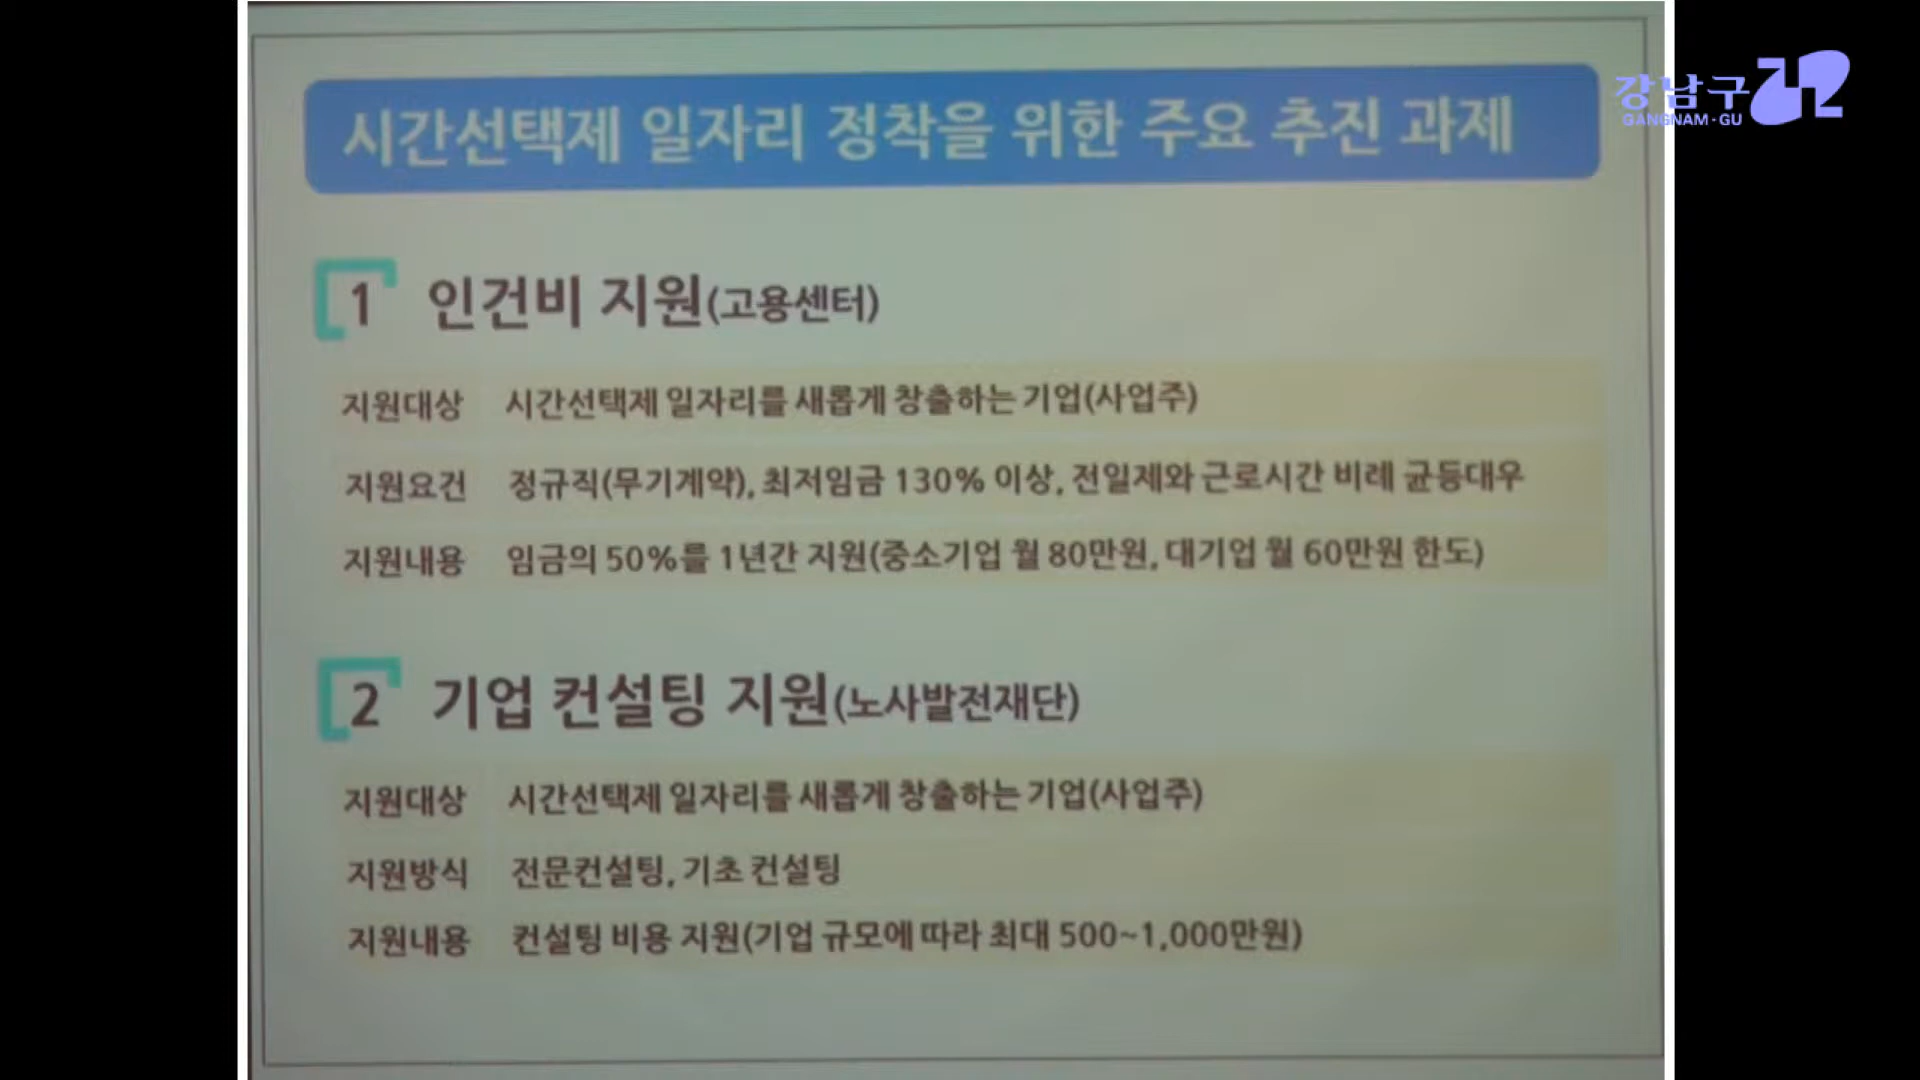 시간선택제 일자리 정착을 위한 주요 추진 과제
강남구
GANGNAM-GU
1 인건비 지원(고용센터)
지원대상 시간선택제 일자리를 새롭게 창출하는 기업(사업주)
지원요건 정규직(무기계약), 최저임금 130% 이상, 전일제와 근로시간 비례 균등대우
지원내용 임금의 50%를 1년간 지원(중소기업 월 80만원, 대기업 월 60만원 한도)
2 기업 컨설팅 지원(노사발전재단)
지원대상 시간선택제 일자리를 새롭게 창출하는 기업(사업주)
지원방식 전문컨설팅, 기초 컨설팅
지원내용 컨설팅 비용 지원(기업 규모에 따라 최대 500~1,000만원)